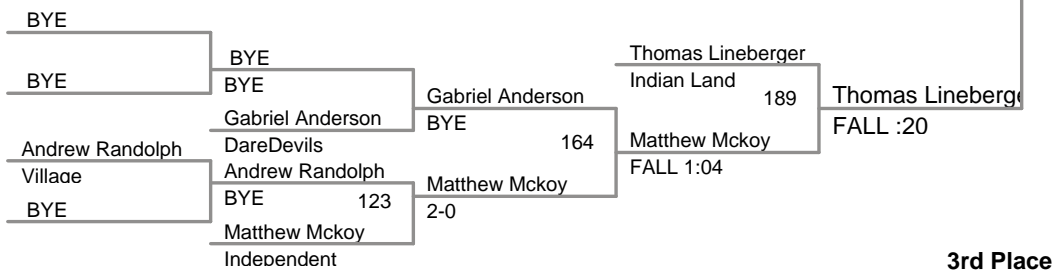 BYE
BYE
Andrew Randolph
Village
BYE
BYE
BYE
Gabriel Anderson
DareDevils
Andrew Randolph
BYE
123
Matthew Mckoy
Independent
Gabriel Anderson
BYE
164
Matthew Mckoy
2-0
Thomas Lineberger
Indian Land
189
Matthew Mckoy
FALL 1:04
Thomas Lineberge
FALL :20
3rd Place